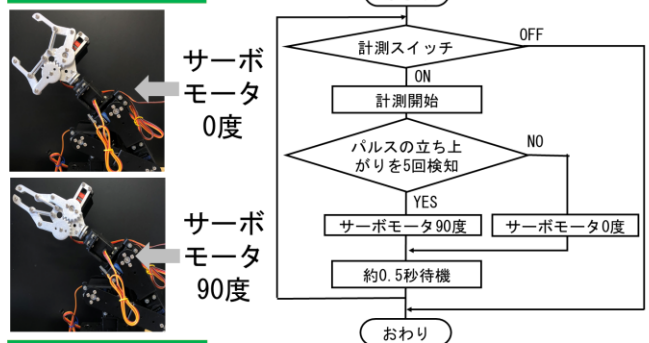 サーボ
モータ
0度
サーボ
モータ
90度
計測スイッチ
OFF
ON
計測開始
パルスの立ち上
がりを5回検知
NO
YES
サーボモータ90度
サーボモータ0度
約0.5秒待機
おわり